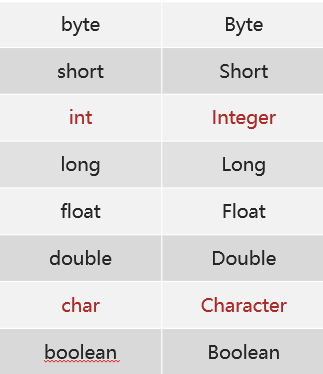 byte Byte
short Short
int Integer
long Long
float Float
double Double
char Character
boolean Boolean